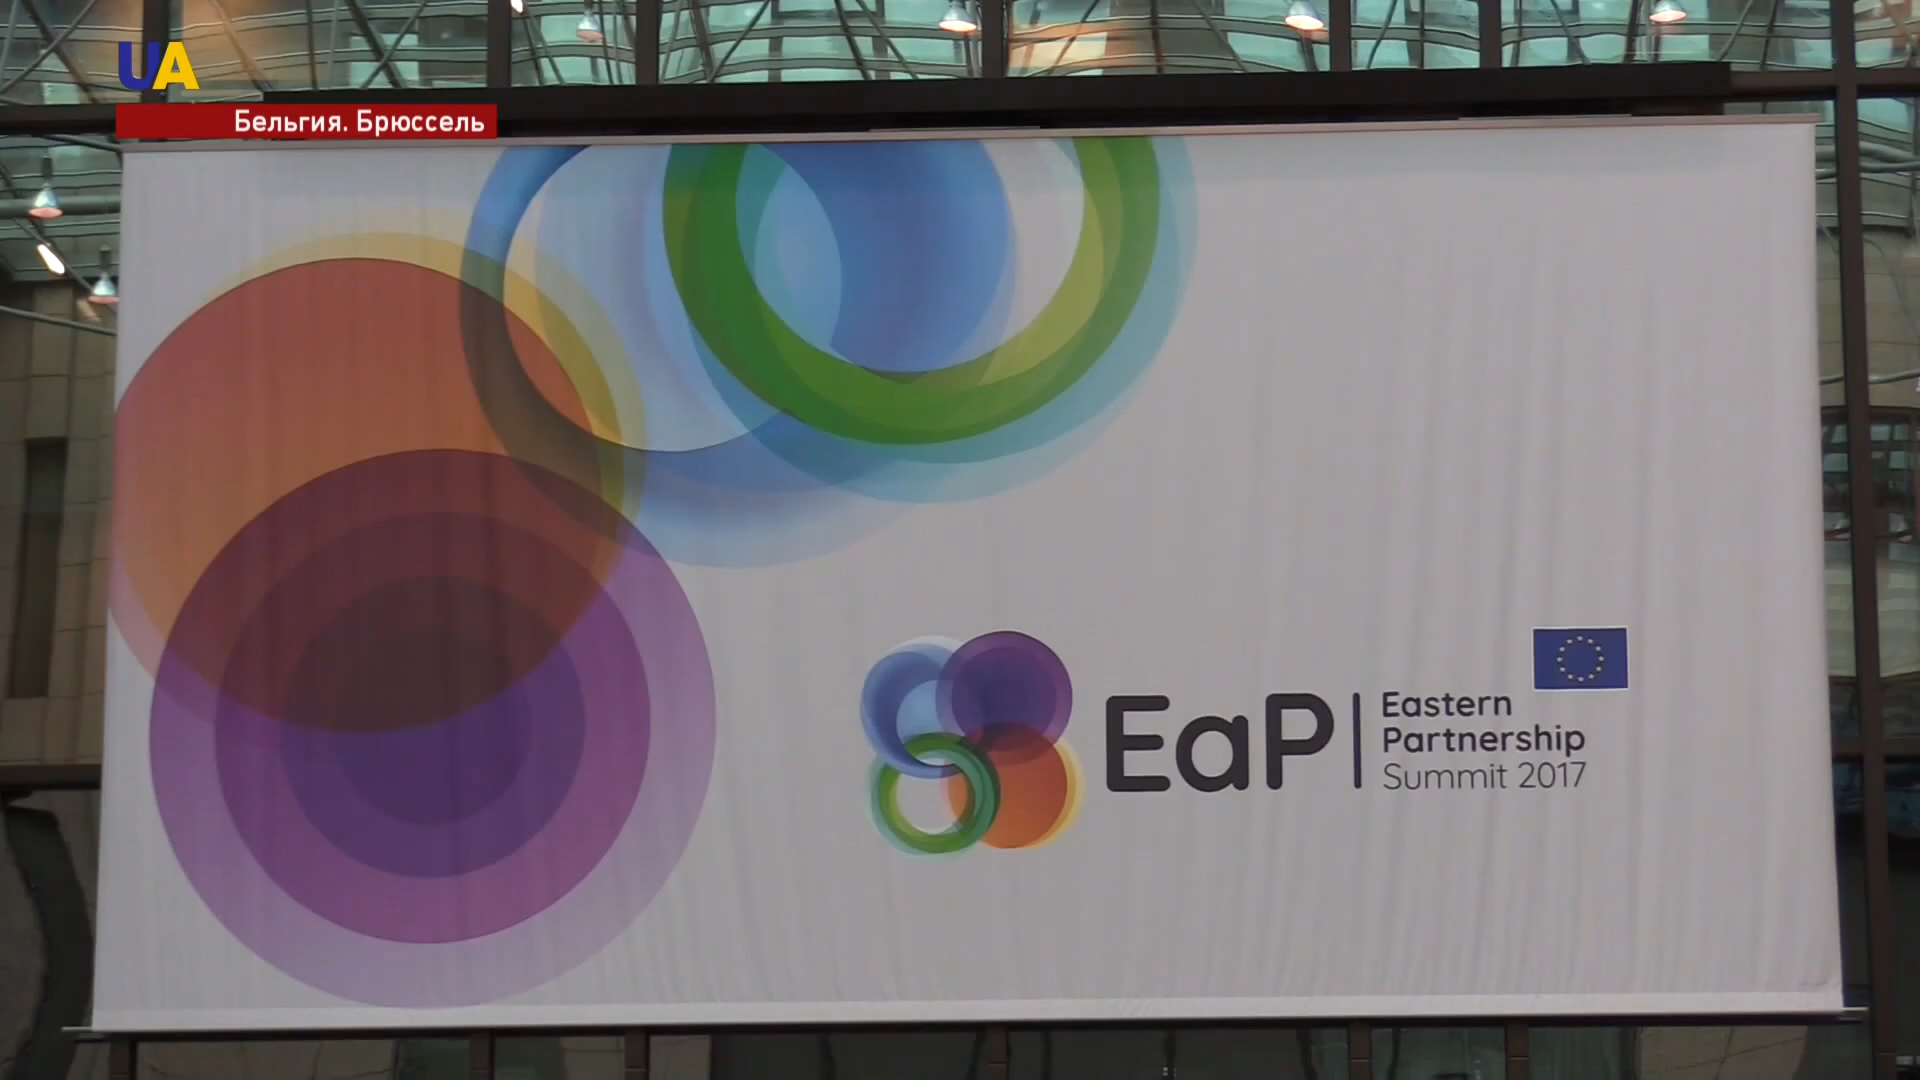 UA
Бельгия. Брюссель
EaP
Eastern
Partnership
Summit 2017